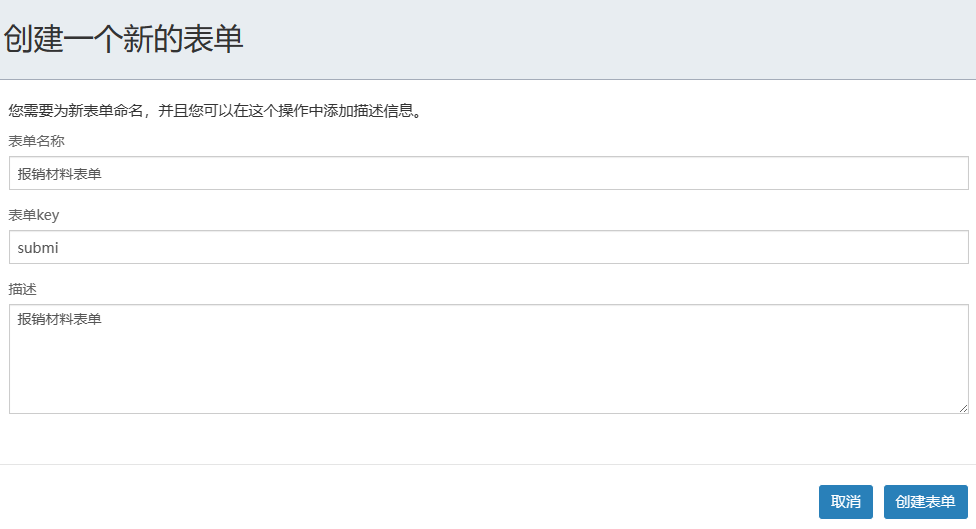 创建一个新的表单
您需要为新表单命名，并且您可以在这个操作中添加描述信息。
表单名称
报销材料表单
表单key
submi
描述
报销材料表单
取消 创建表单